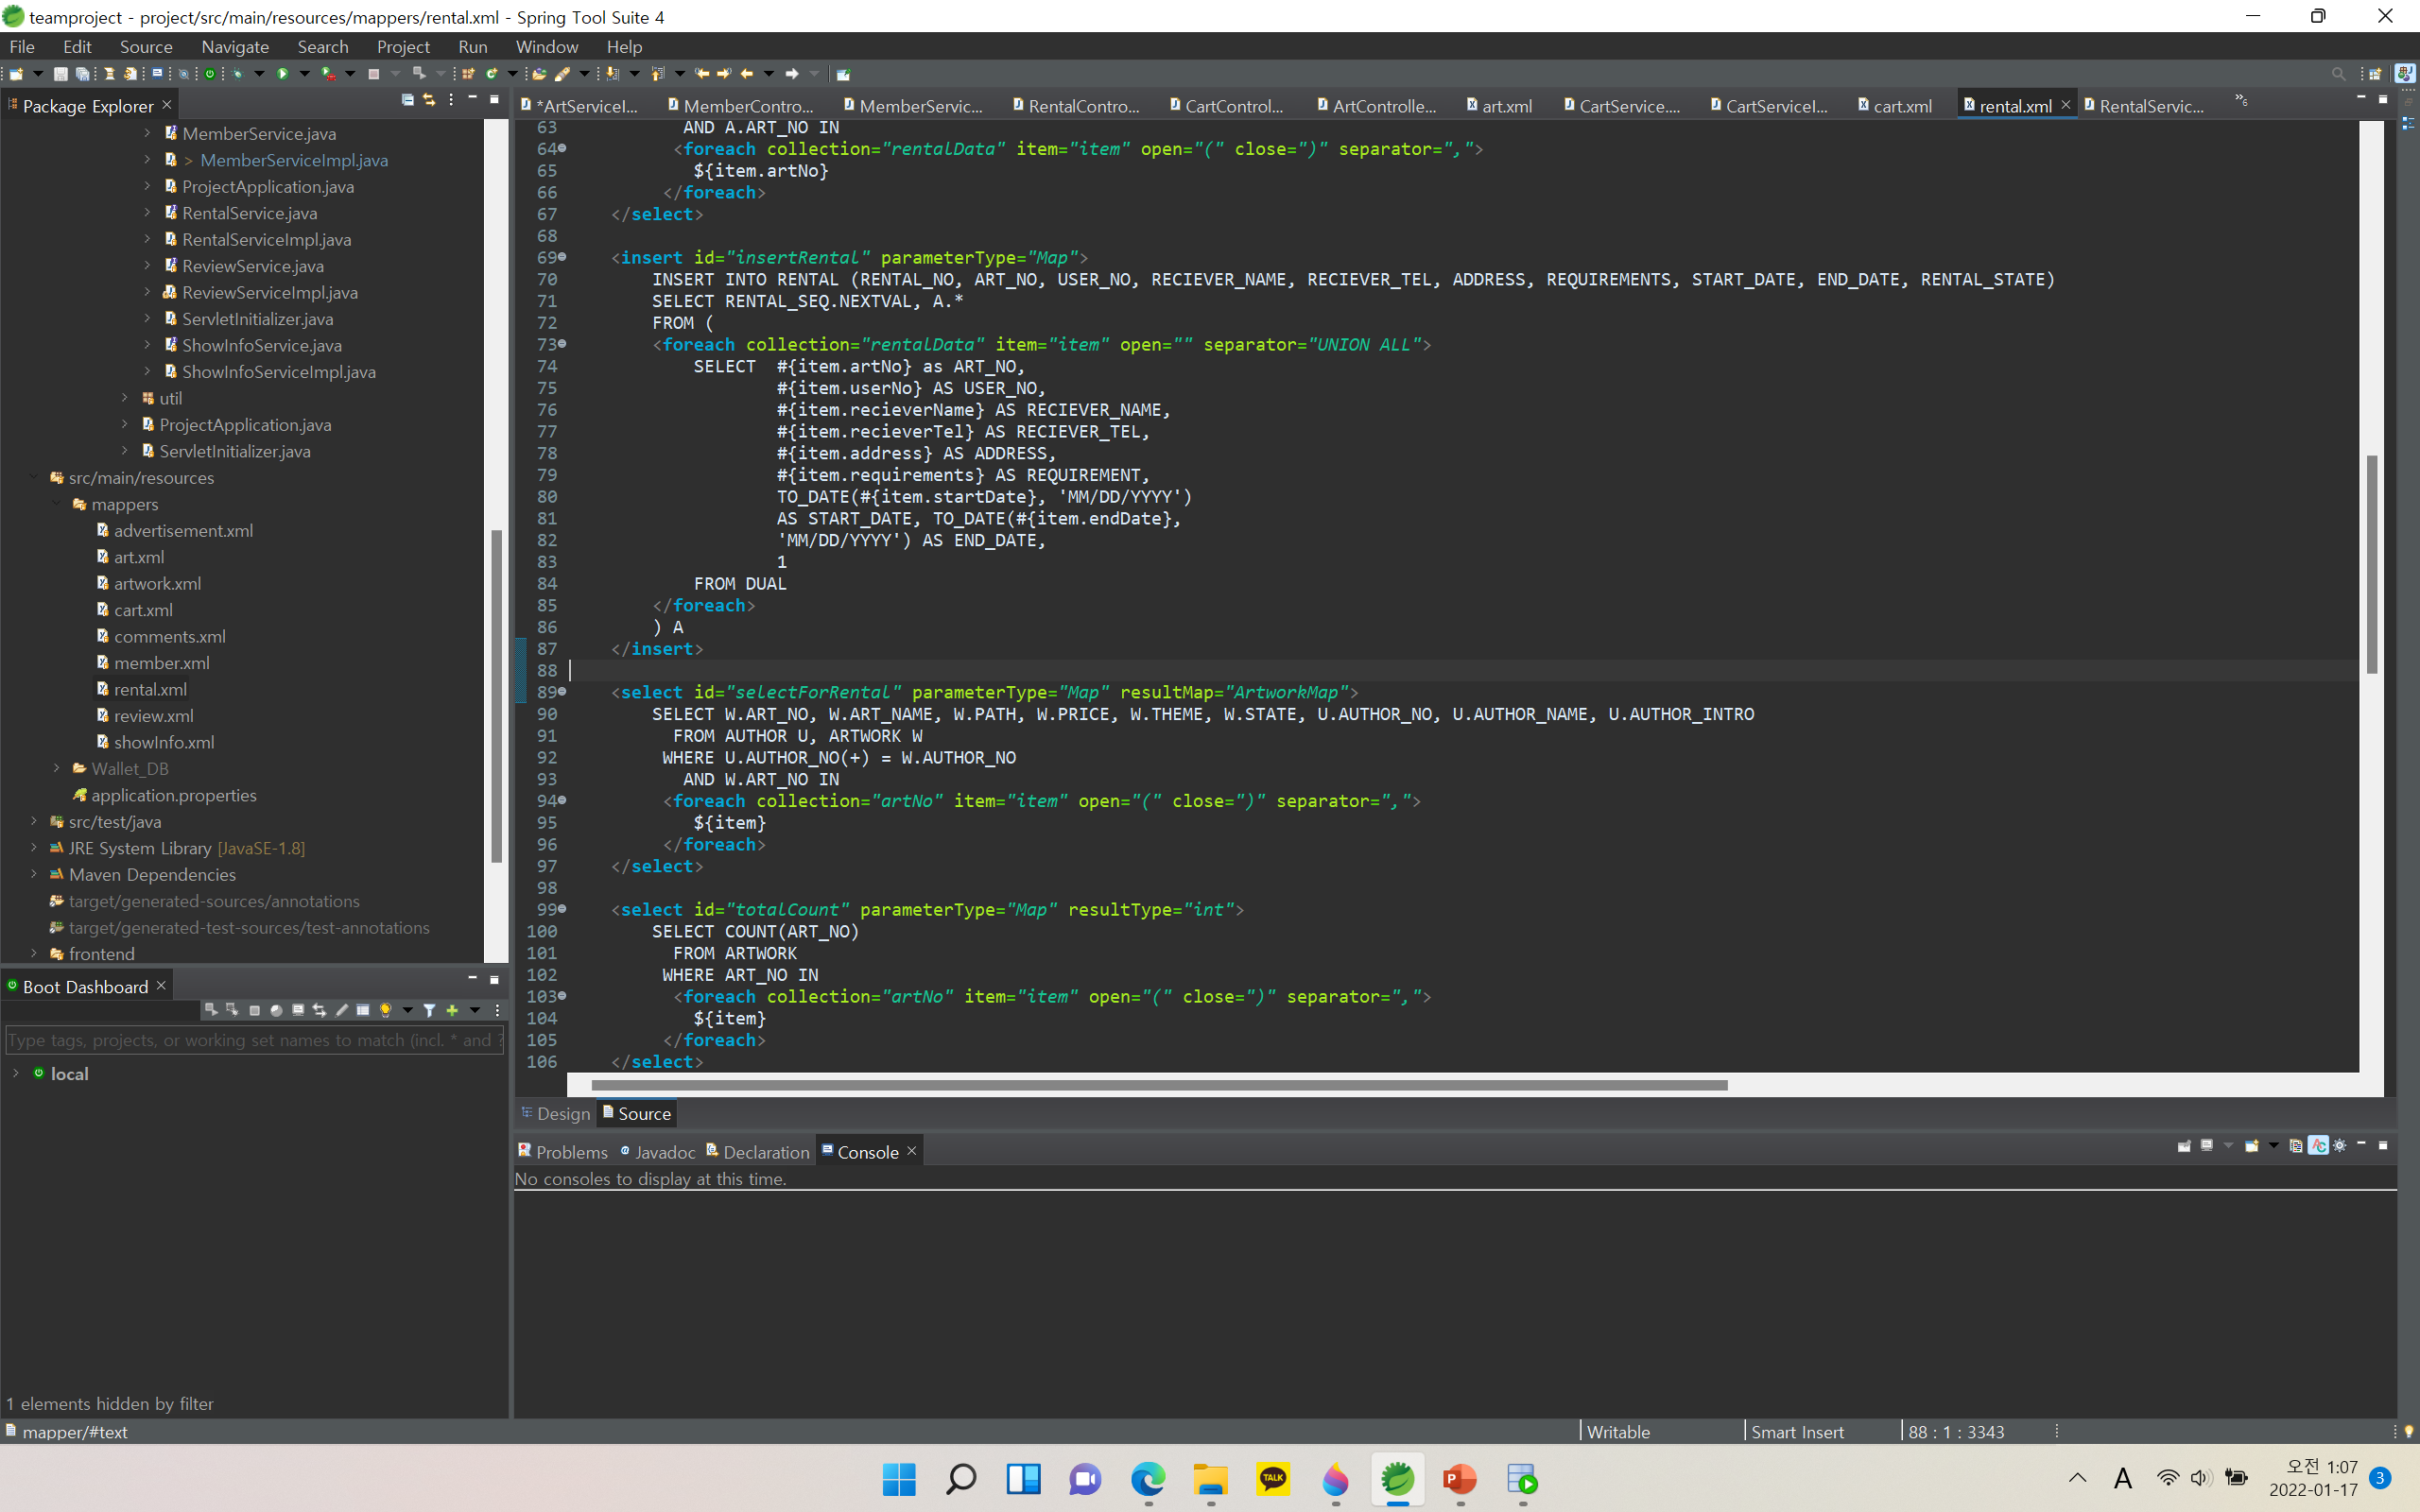 teamproject - project/src/main/resources/mappers/rental.xml - Spring Tool Suite 4
File Edit Source Navigate Search Project Run Window Help
Package Explorer
*ArtServiceI... MemberContro... MemberServic... RentalContro... CartControl... ArtControlle... art.xml CartService.... CartServiceI... cart.xml rental.xml RentalServic... »6
MemberService.java
> MemberServiceImpl.java
ProjectApplication.java
RentalService.java
RentalServiceImpl.java
ReviewService.java
ReviewServiceImpl.java
ServletInitializer.java
ShowInfoService.java
ShowInfoServiceImpl.java
util
ProjectApplication.java
ServletInitializer.java
src/main/resources
mappers
advertisement.xml
art.xml
artwork.xml
cart.xml
comments.xml
member.xml
rental.xml
review.xml
showInfo.xml
Wallet_DB
application.properties
src/test/java
JRE System Library [JavaSE-1.8]
Maven Dependencies
target/generated-sources/annotations
target/generated-test-sources/test-annotations
frontend
63 AND A.ART_NO IN
64 <foreach collection="rentalData" item="item" open="(" close=")" separator=",">
65 ${item.artNo}
66 </foreach>
67 </select>
68
69 <insert id="insertRental" parameterType="Map">
70 INSERT INTO RENTAL (RENTAL_NO, ART_NO, USER_NO, RECIEVER_NAME, RECIEVER_TEL, ADDRESS, REQUIREMENTS, START_DATE, END_DATE, RENTAL_STATE)
71 SELECT RENTAL_SEQ.NEXTVAL, A.*
72 FROM (
73 <foreach collection="rentalData" item="item" open="" separator="UNION ALL">
74 SELECT #{item.artNo} as ART_NO,
75 #{item.userNo} AS USER_NO,
76 #{item.recieverName} AS RECIEVER_NAME,
77 #{item.recieverTel} AS RECIEVER_TEL,
78 #{item.address} AS ADDRESS,
79 #{item.requirements} AS REQUIREMENT,
80 TO_DATE(#{item.startDate}, 'MM/DD/YYYY')
81 AS START_DATE, TO_DATE(#{item.endDate},
82 'MM/DD/YYYY') AS END_DATE,
83 1
84 FROM DUAL
85 </foreach>
86 ) A
87 </insert>
88
89 <select id="selectForRental" parameterType="Map" resultMap="ArtworkMap">
90 SELECT W.ART_NO, W.ART_NAME, W.PATH, W.PRICE, W.THEME, W.STATE, U.AUTHOR_NO, U.AUTHOR_NAME, U.AUTHOR_INTRO
91 FROM AUTHOR U, ARTWORK W
92 WHERE U.AUTHOR_NO(+) = W.AUTHOR_NO
93 AND W.ART_NO IN
94 <foreach collection="artNo" item="item" open="(" close=")" separator=",">
95 ${item}
96 </foreach>
97 </select>
98
99 <select id="totalCount" parameterType="Map" resultType="int">
100 SELECT COUNT(ART_NO)
101 FROM ARTWORK
102 WHERE ART_NO IN
103 <foreach collection="artNo" item="item" open="(" close=")" separator=",">
104 ${item}
105 </foreach>
106 </select>
Design Source
Boot Dashboard
Type tags, projects, or working set names to match (incl. * and ?
local
1 elements hidden by filter
Problems Javadoc Declaration Console
No consoles to display at this time.
mapper/#text
Writable Smart Insert 88 : 1 : 3343
TALK
P
A
오전 1:07
2022-01-17
3